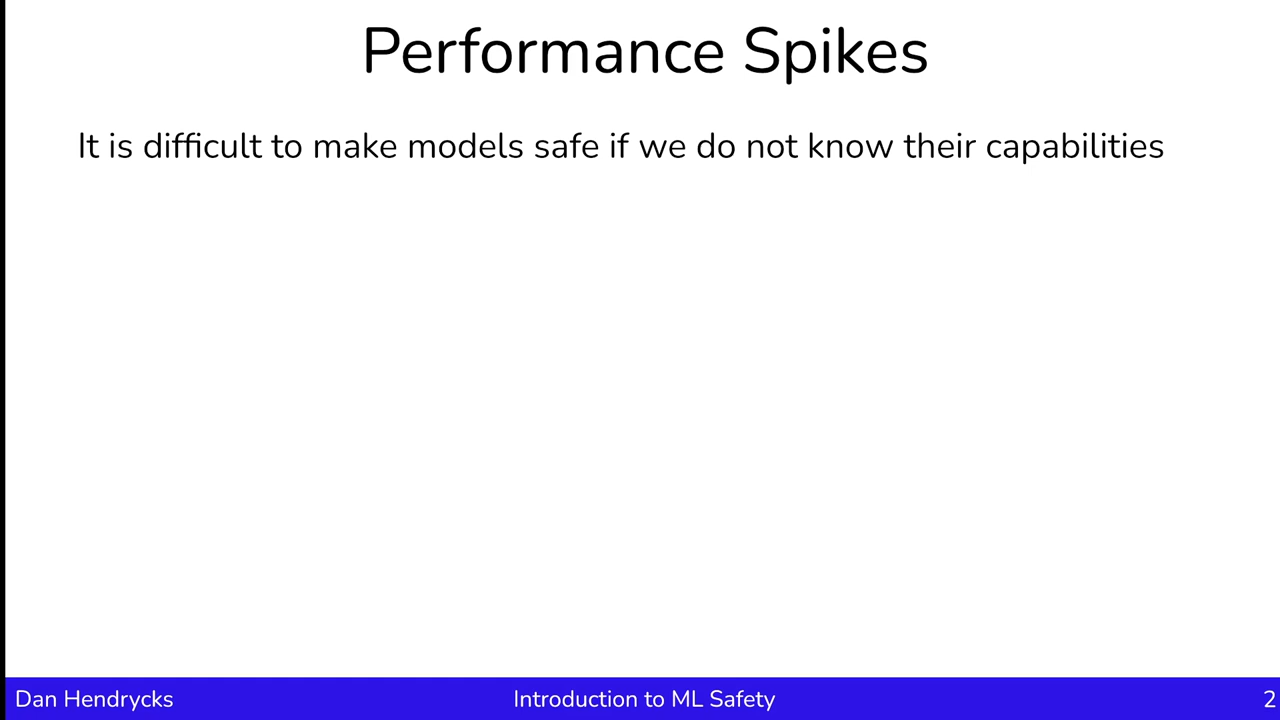 Performance Spikes
It is difficult to make models safe if we do not know their capabilities
Dan Hendrycks
Introduction to ML Safety
2